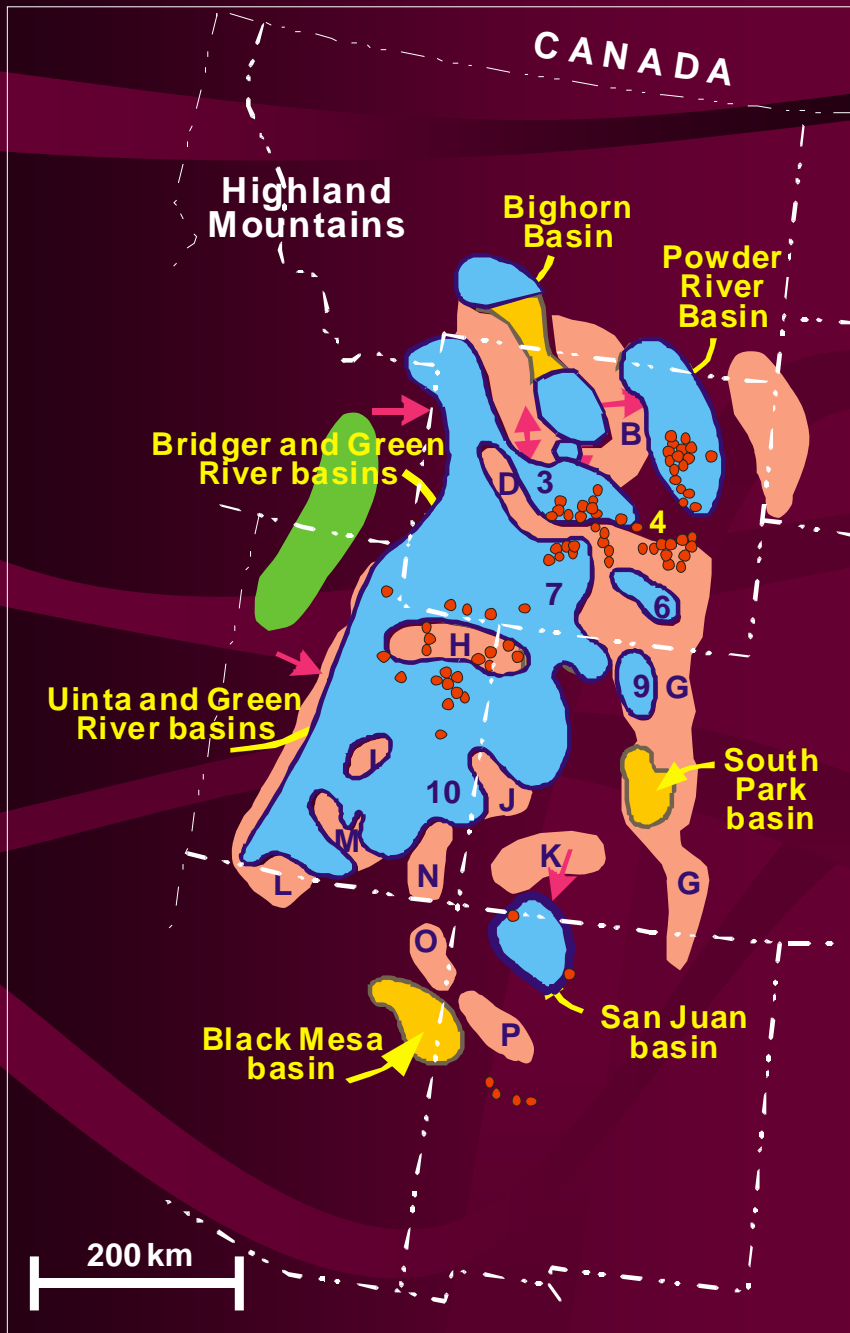 CANADA
Highland
Mountains
Bighorn
Basin
Powder
River
Basin
Bridger and Green
River basins
B
D
3
4
7
6
H
9
G
Uinta and Green
River basins
I
10
J
South
Park
basin
M
K
L
N
G
O
P
San Juan
basin
Black Mesa
basin
200 km